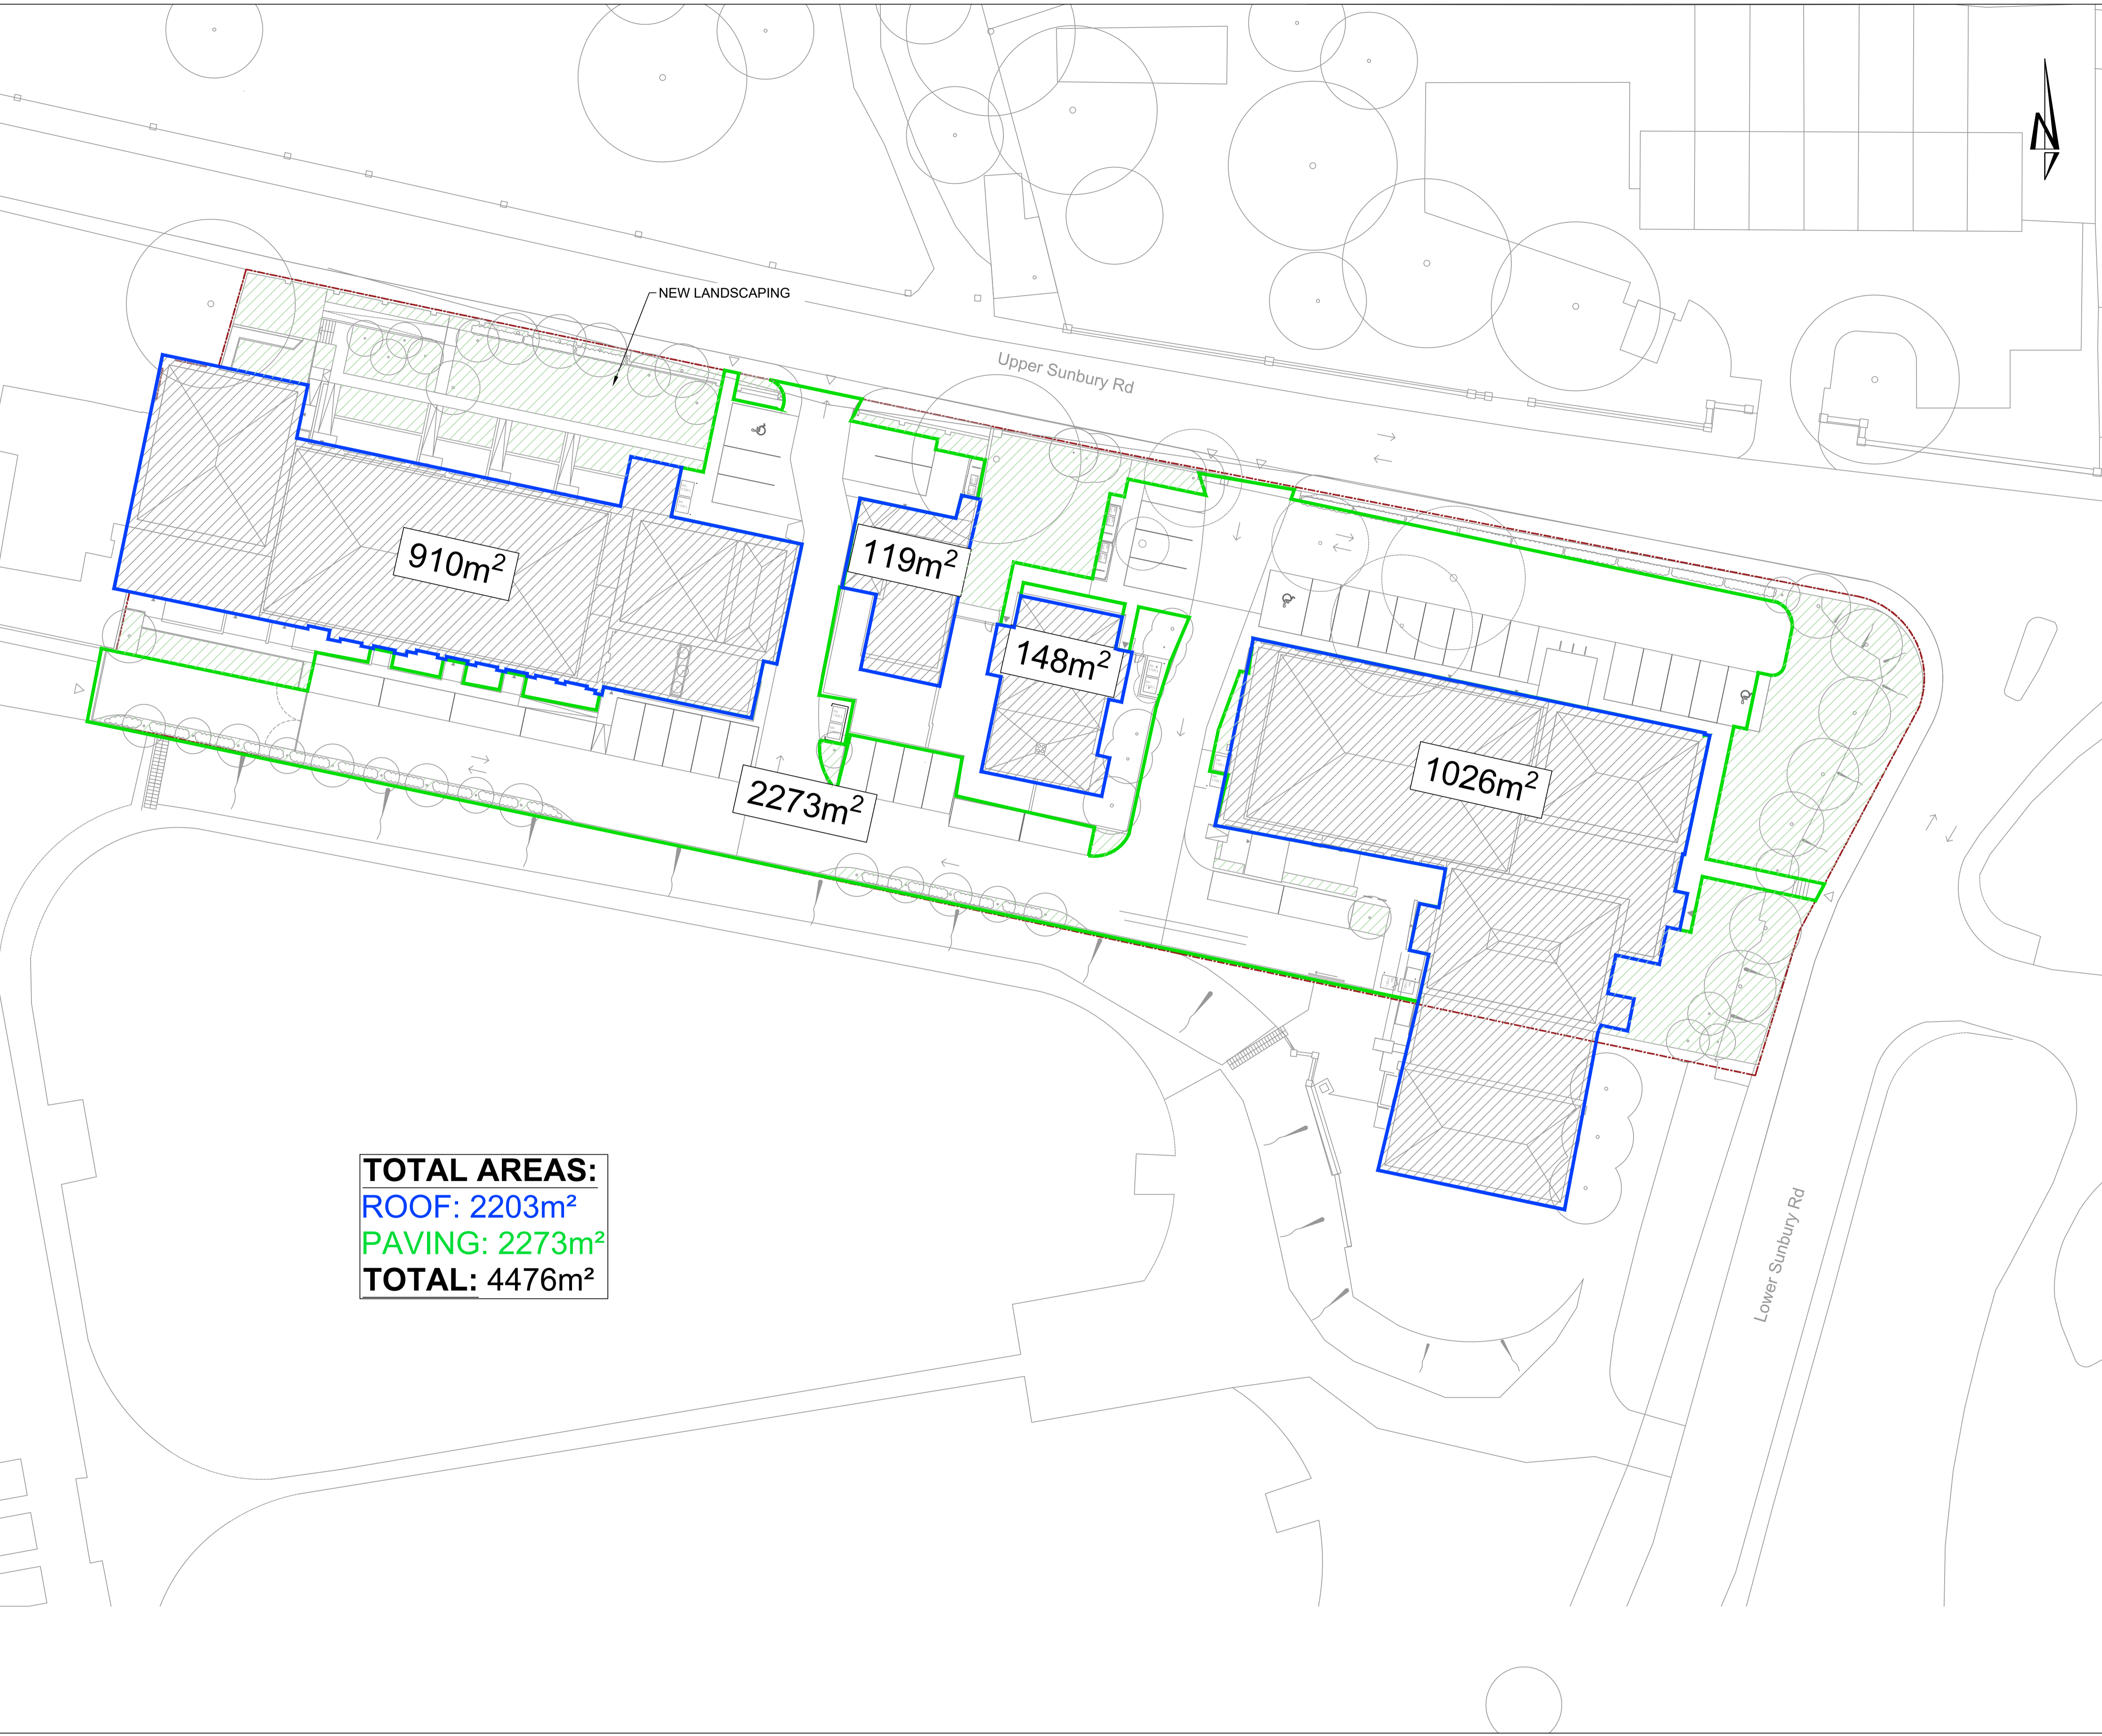 N
NEW LANDSCAPING
Upper Sunbury Rd
910m²
119m²
148m²
1026m²
2273m²
TOTAL AREAS:
ROOF: 2203m²
PAVING: 2273m²
TOTAL: 4476m²
Lower Sunbury Rd